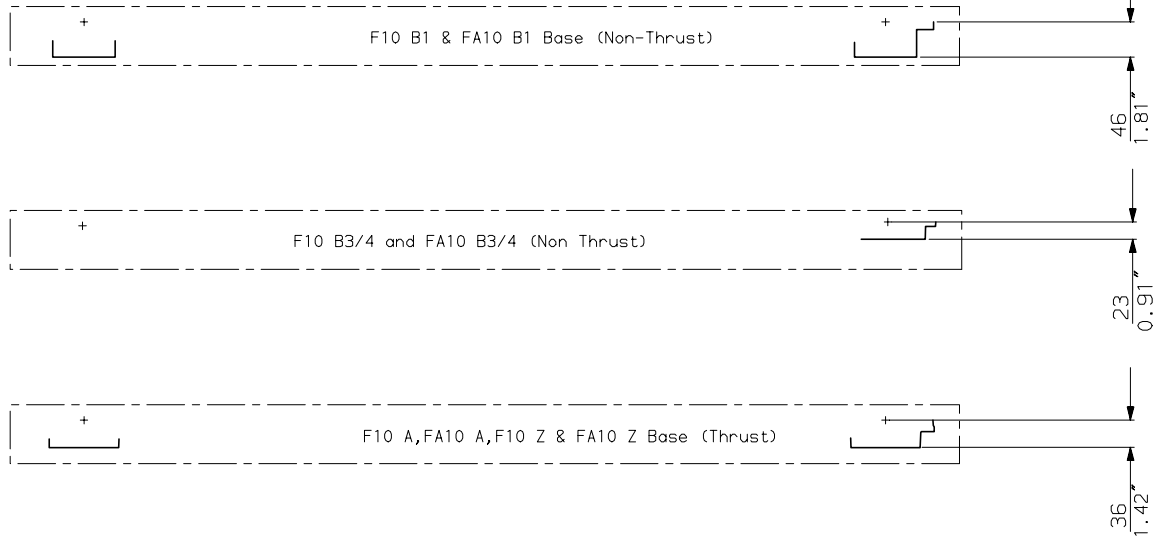 F10 B1 & FA10 B1 Base (Non-Thrust)
46
1.81"
F10 B3/4 and FA10 B3/4 (Non Thrust)
23
0.91"
F10 A,FA10 A,F10 Z & FA10 Z Base (Thrust)
36
1.42"